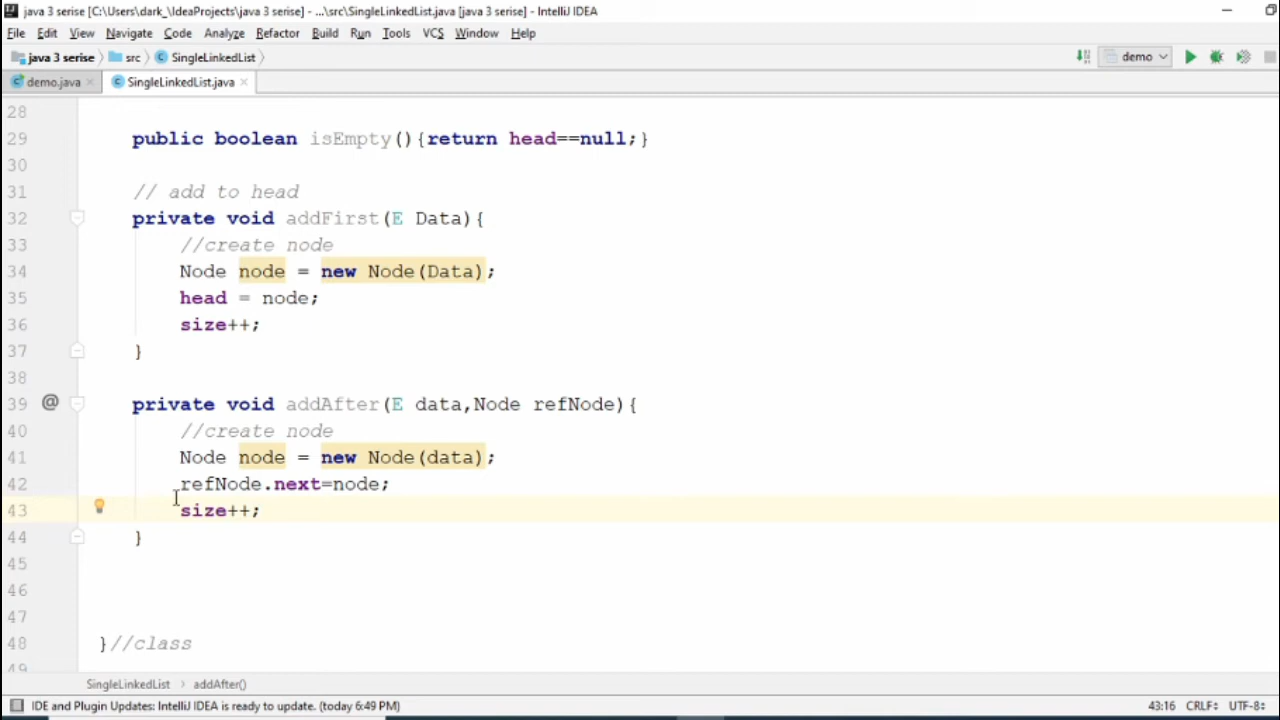 java 3 serise [C:\Users\dark_\IdeaProjects\java 3 serise] - ...\src\SingleLinkedList.java [java 3 serise] - IntelliJ IDEA
File Edit View Navigate Code Analyze Refactor Build Run Tools VCS Window Help
java 3 serise src SingleLinkedList demo
demo.java SingleLinkedList.java
28
29 public boolean isEmpty(){return head==null;}
30
31 // add to head
32 private void addFirst(E Data){
33 //create node
34 Node node = new Node(Data);
35 head = node;
36 size++;
37 }
38
39 @ private void addAfter(E data,Node refNode){
40 //create node
41 Node node = new Node(data);
42 refNode.next=node;
43 size++;
44 }
45
46
47
48 }//class
49
SingleLinkedList › addAfter()
IDE and Plugin Updates: IntelliJ IDEA is ready to update. (today 6:49 PM) 43:16 CRLF UTF-8